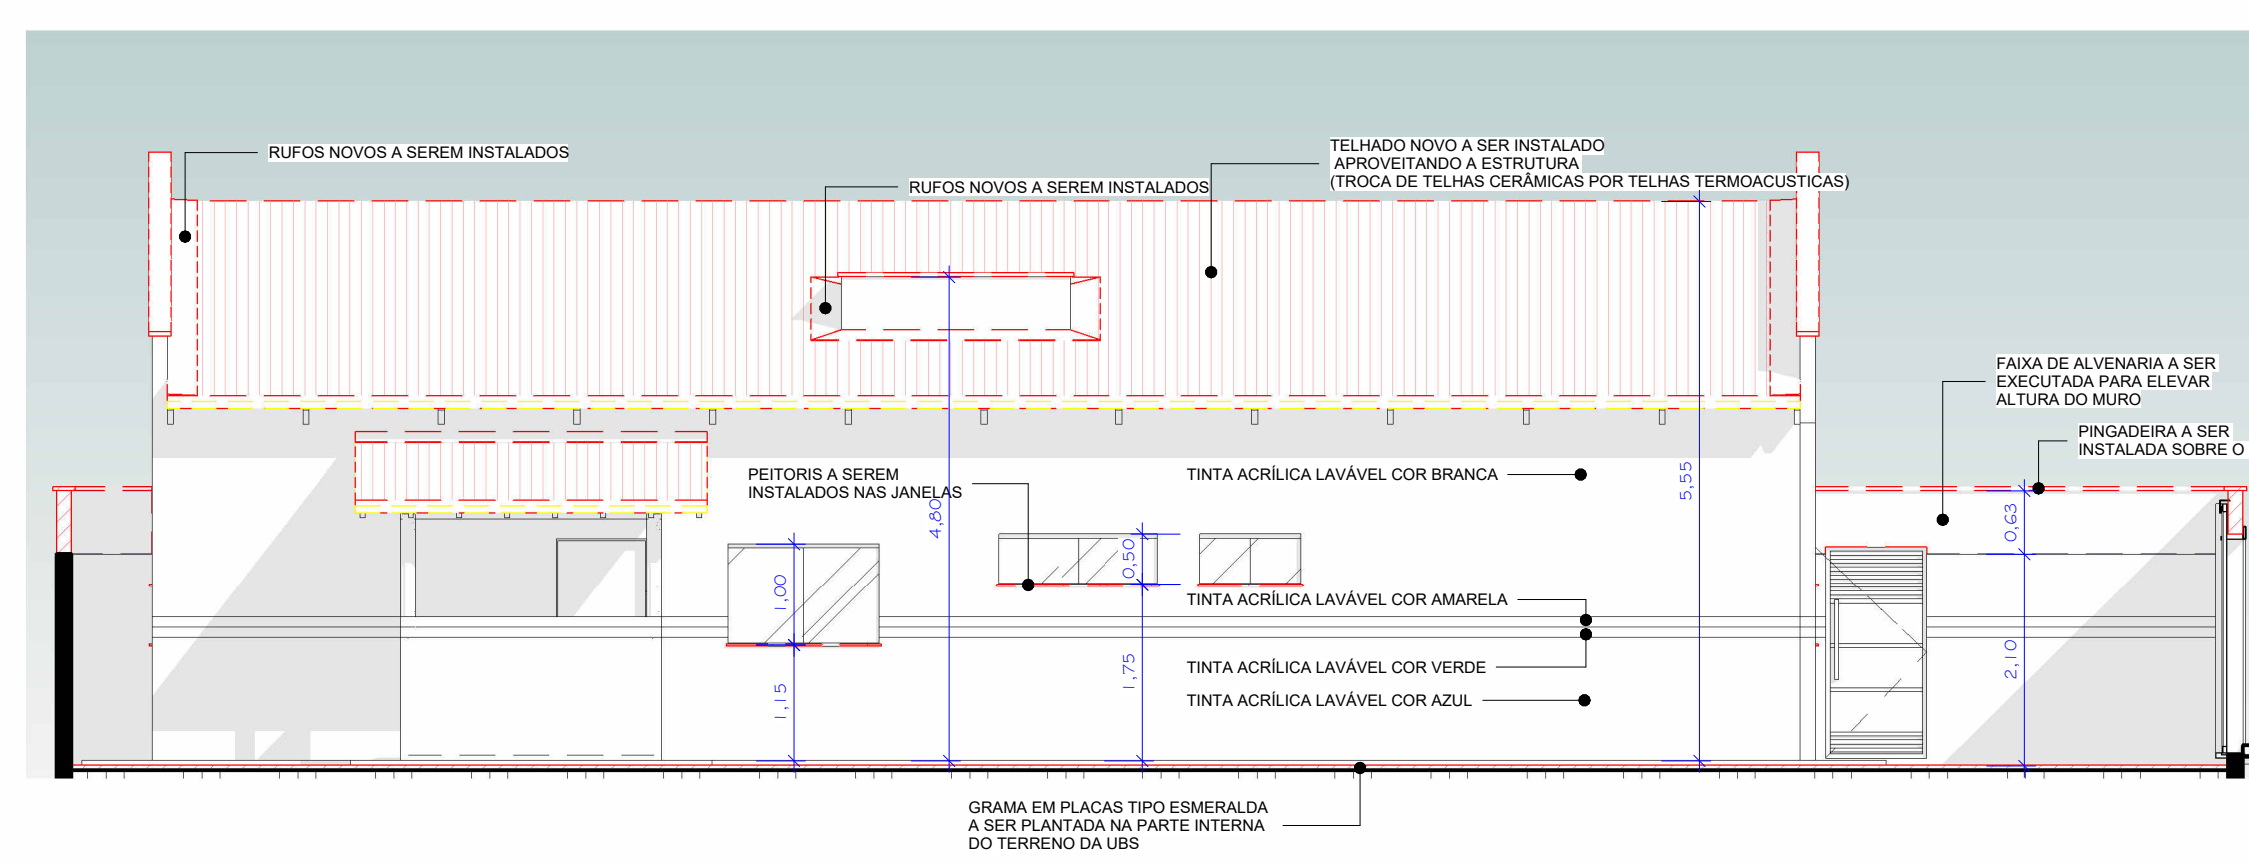 RUFOS NOVOS A SEREM INSTALADOS
RUFOS NOVOS A SEREM INSTALADOS
TELHADO NOVO A SER INSTALADO
APROVEITANDO A ESTRUTURA
(TROCA DE TELHAS CERÂMICAS POR TELHAS TERMOACUSTICAS)
FAIXA DE ALVENARIA A SER
EXECUTADA PARA ELEVAR
ALTURA DO MURO
PINGADEIRA A SER
INSTALADA SOBRE O
PEITORIS A SEREM
INSTALADOS NAS JANELAS
TINTA ACRÍLICA LAVÁVEL COR BRANCA
4,80
5,55
0,63
0,50
1,00
TINTA ACRÍLICA LAVÁVEL COR AMARELA
TINTA ACRÍLICA LAVÁVEL COR VERDE
1,75
2,10
1,15
TINTA ACRÍLICA LAVÁVEL COR AZUL
GRAMA EM PLACAS TIPO ESMERALDA
A SER PLANTADA NA PARTE INTERNA
DO TERRENO DA UBS